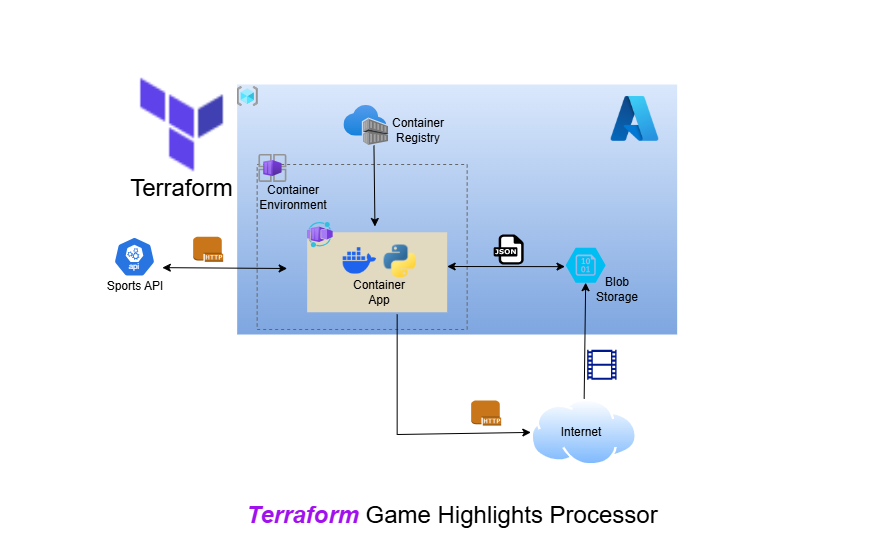 Container
Registry
Terraform
Container
Environment
HTTP
api
Sports API
Container
App
JSON
10
01
Blob
Storage
HTTP
Internet
Terraform Game Highlights Processor